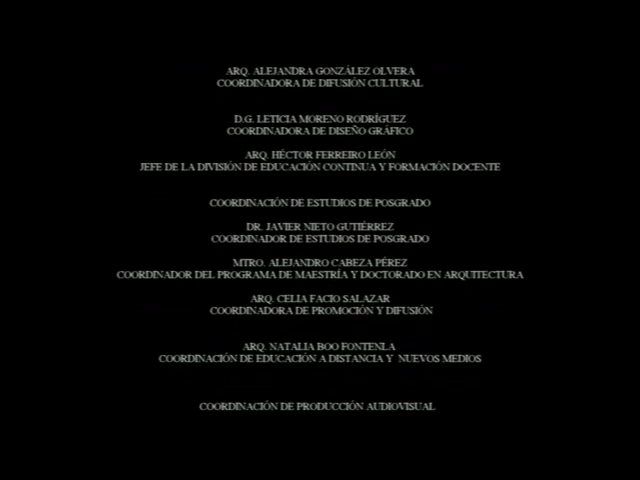 ARQ. ALEJANDRA GONZÁLEZ OLVERA
COORDINADORA DE DIFUSIÓN CULTURAL
D.G. LETICIA MORENO RODRÍGUEZ
COORDINADORA DE DISEÑO GRÁFICO
ARQ. HÉCTOR FERREIRO LEÓN
JEFE DE LA DIVISIÓN DE EDUCACIÓN CONTINUA Y FORMACIÓN DOCENTE
COORDINACIÓN DE ESTUDIOS DE POSGRADO
DR. JAVIER NIETO GUTIÉRREZ
COORDINADOR DE ESTUDIOS DE POSGRADO
MTRO. ALEJANDRO CABEZA PÉREZ
COORDINADOR DEL PROGRAMA DE MAESTRÍA Y DOCTORADO EN ARQUITECTURA
ARQ. CELIA FACIO SALAZAR
COORDINADORA DE PROMOCIÓN Y DIFUSIÓN
ARQ. NATALIA BOO FONTENLA
COORDINACIÓN DE EDUCACIÓN A DISTANCIA Y NUEVOS MEDIOS
COORDINACIÓN DE PRODUCCIÓN AUDIOVISUAL